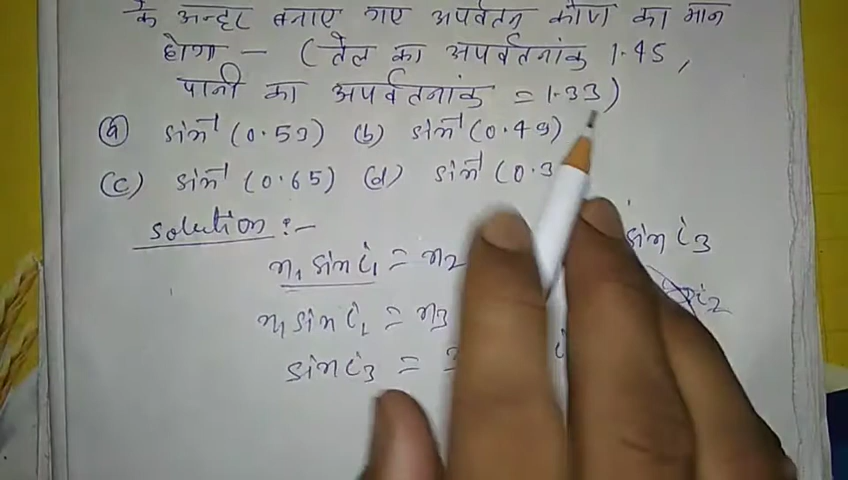 के अन्दर बनाए गए अपवर्तन कोण का मान
होगा - ( तेल का अपवर्तनांक 1.45 ,
पानी का अपवर्तनांक = 1.33 )
(a) sin⁻¹ (0.53) (b) sin⁻¹ (0.49)
(c) sin⁻¹ (0.65) (d) sin⁻¹ (0.3
solution :-
n₁ sin i₁ = n₂ sin i₃
n₁ sin i₁ = n₃
sin i₃ =